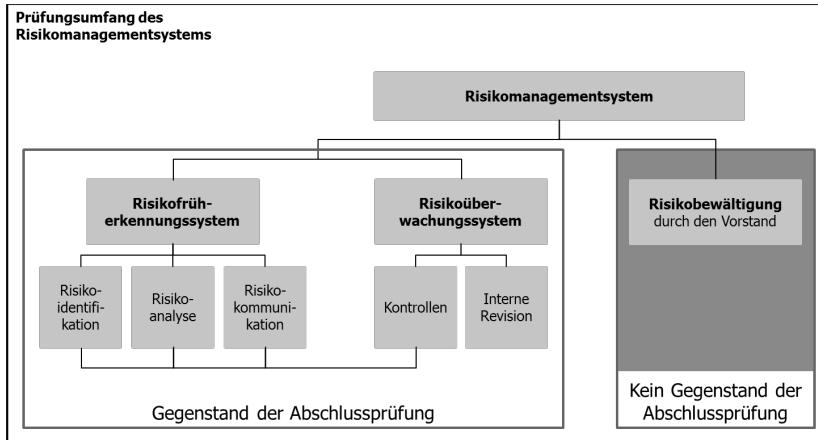 Prüfungsumfang des
Risikomanagementsystems
Risikomanagementsystem
Risikofrüh-
erkennungssystem
Risikoüber-
wachungssystem
Risikobewältigung
durch den Vorstand
Risiko-
identifi-
kation
Risiko-
analyse
Risiko-
kommuni-
kation
Kontrollen
Interne
Revision
Gegenstand der Abschlussprüfung
Kein Gegenstand der
Abschlussprüfung